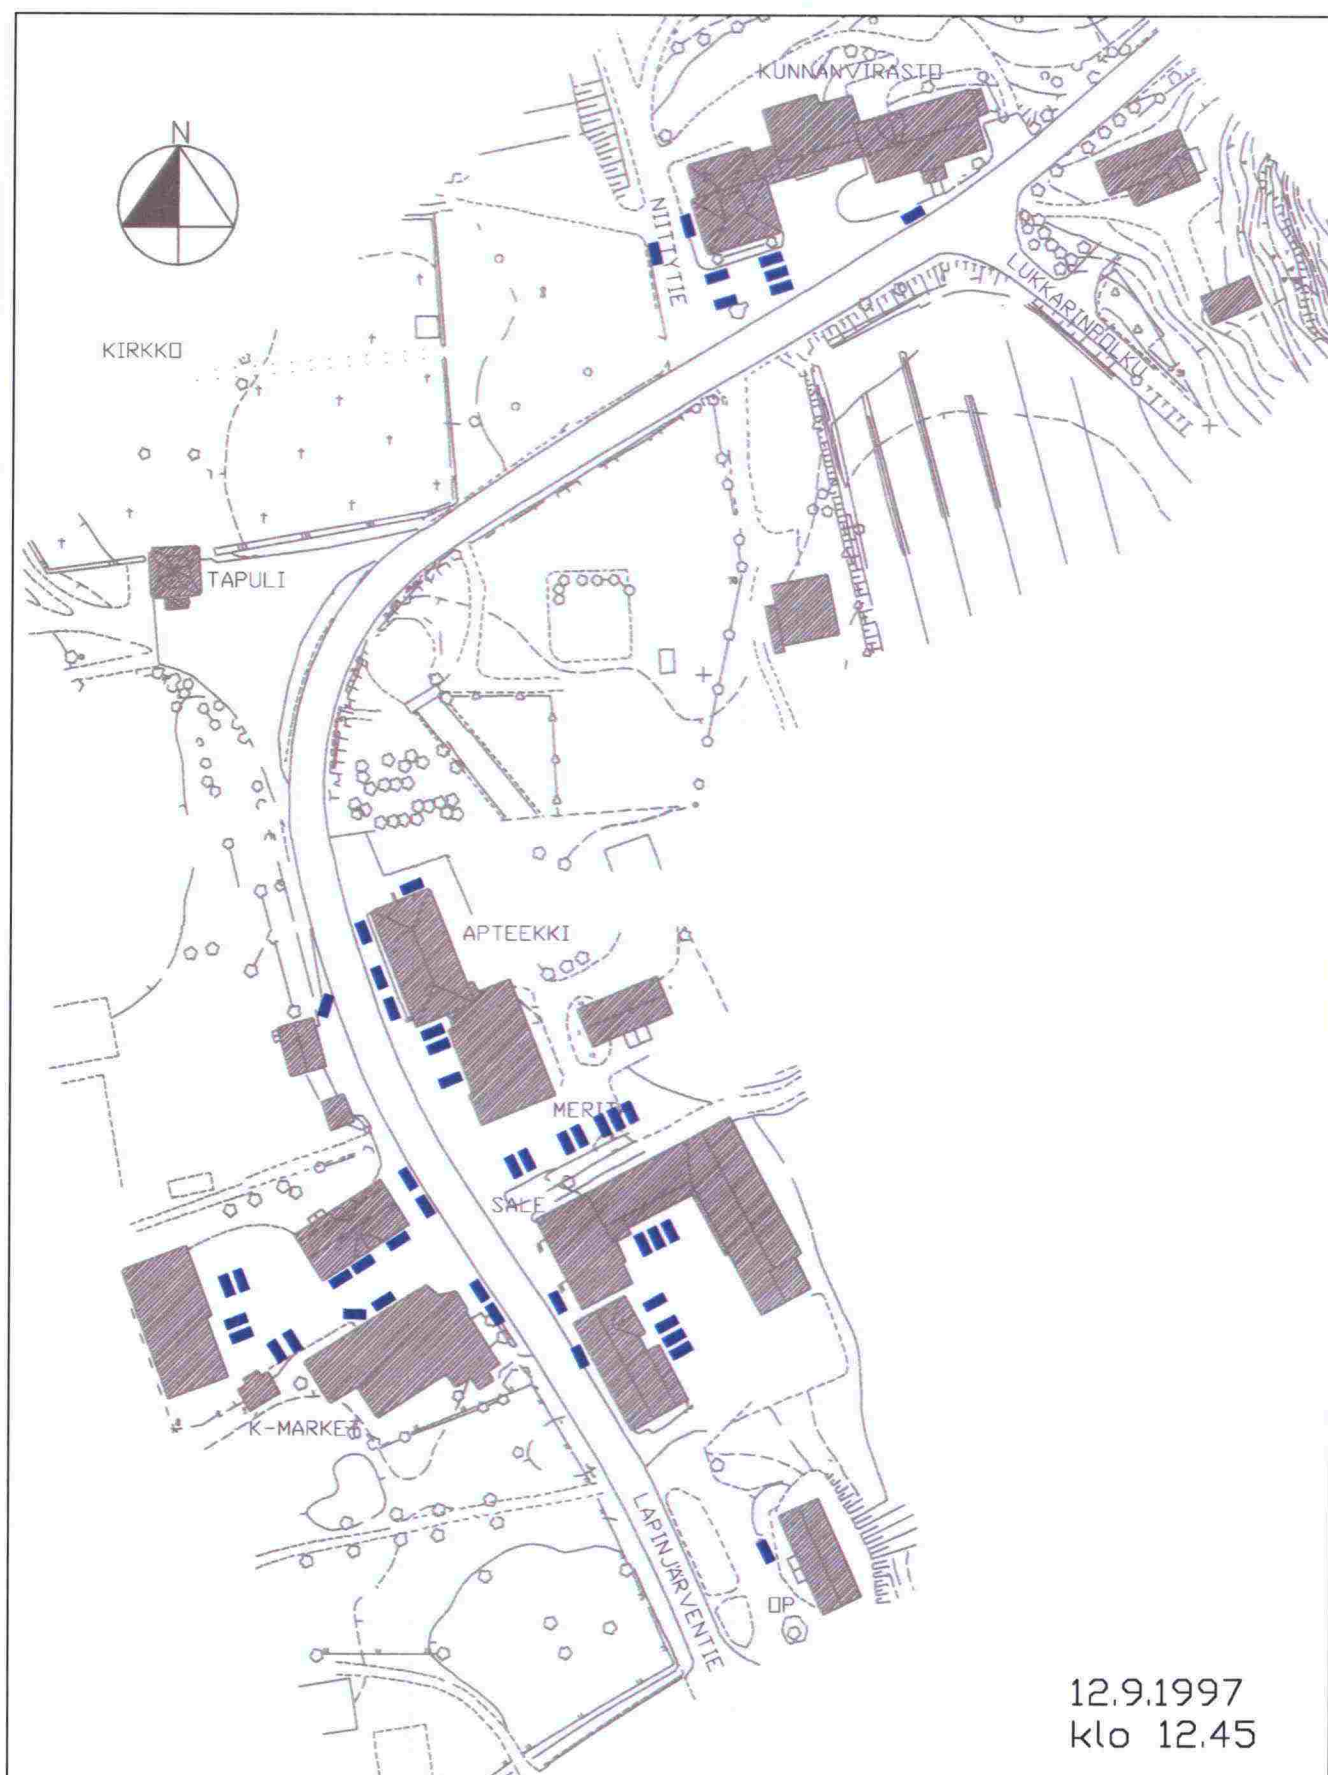 KUNNANVIRASTO
N
NIITTYTIE
LUKKARINPOLKU
KIRKKO
TAPULI
APTEEKKI
MERITA
SALE
K-MARKET
LAPINJÄRVENTIE
OP
12.9.1997
klo 12.45